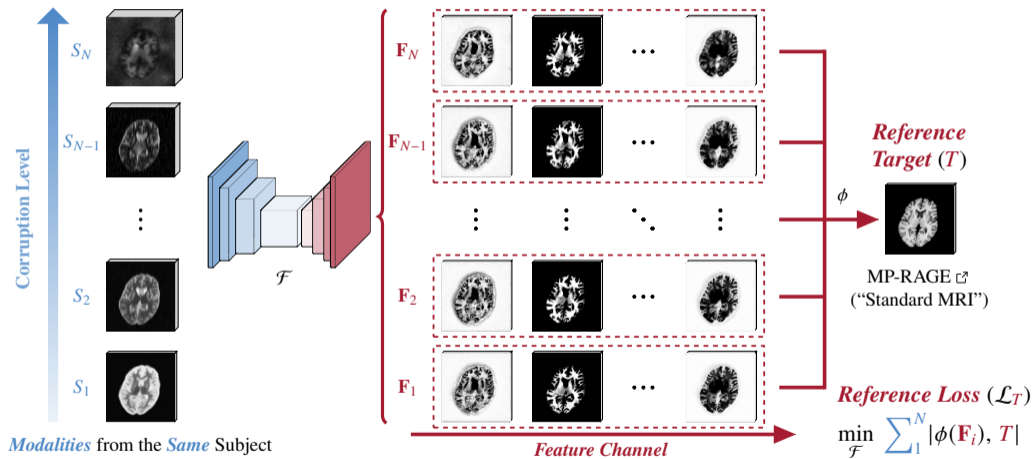 Corruption Level
S_N
S_{N−1}
⋮
S_2
S_1
Modalities from the Same Subject
ℱ
F_N
F_{N−1}
⋮
F_2
F_1
···
···
⋮ ⋮ ⋱ ⋮
···
···
Feature Channel
ϕ
Reference
Target (T)
MP-RAGE
(“Standard MRI”)
Reference Loss (ℒ_T)
min_ℱ ∑_1^N |ϕ(F_i), T|